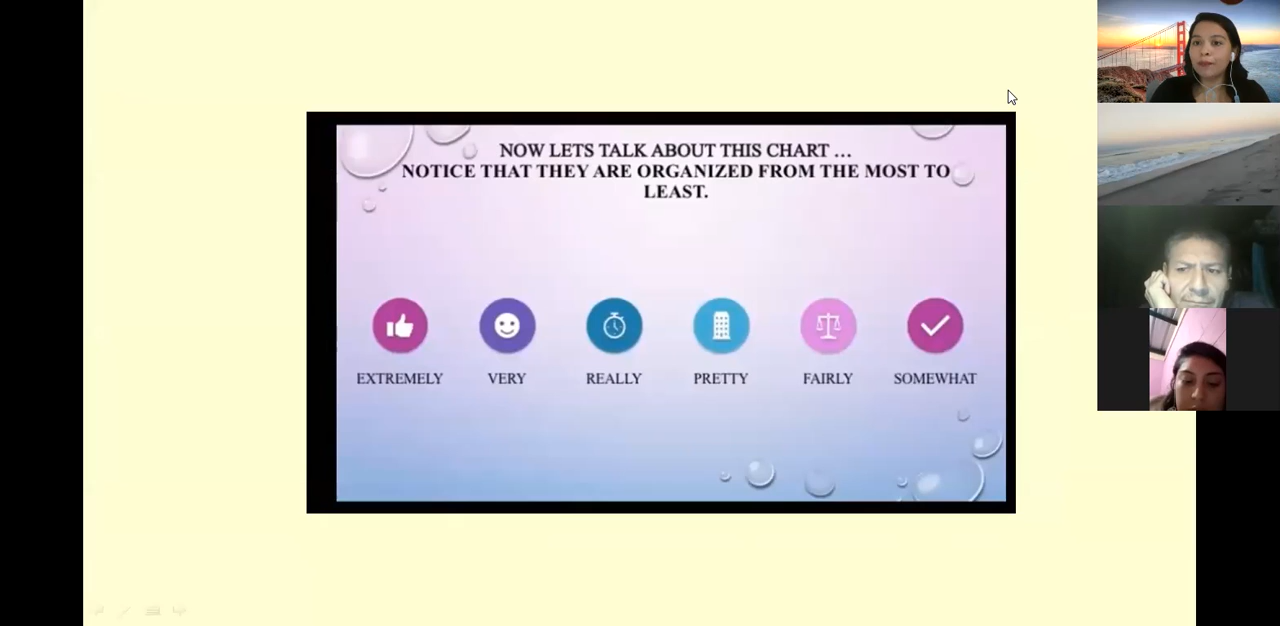 NOW LETS TALK ABOUT THIS CHART ...
NOTICE THAT THEY ARE ORGANIZED FROM THE MOST TO
LEAST.
EXTREMELY VERY REALLY PRETTY FAIRLY SOMEWHAT